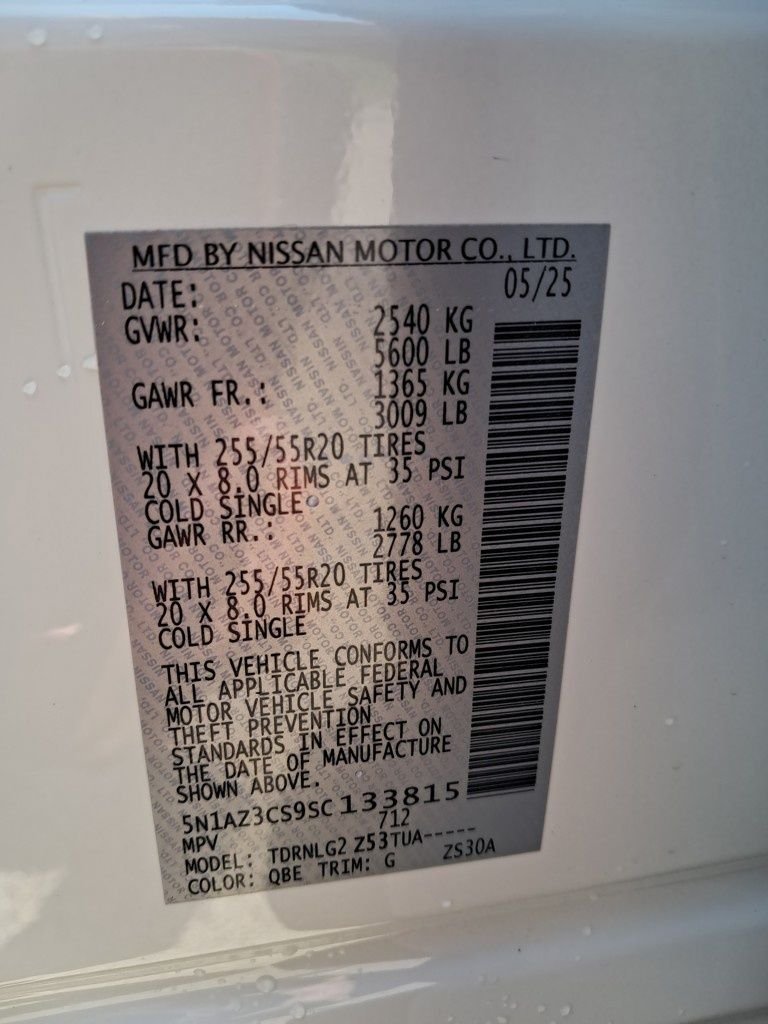 MFD BY NISSAN MOTOR CO., LTD.
DATE: 05/25
GVWR: 2540 KG
5600 LB
GAWR FR.: 1365 KG
3009 LB
WITH 255/55R20 TIRES
20 X 8.0 RIMS AT 35 PSI
COLD SINGLE
GAWR RR.: 1260 KG
2778 LB
WITH 255/55R20 TIRES
20 X 8.0 RIMS AT 35 PSI
COLD SINGLE
THIS VEHICLE CONFORMS TO
ALL APPLICABLE FEDERAL
MOTOR VEHICLE SAFETY AND
THEFT PREVENTION
STANDARDS IN EFFECT ON
THE DATE OF MANUFACTURE
SHOWN ABOVE.
5N1AZ3CS9SC133815
MPV 712
MODEL: TDRNLG2 Z53TUA-----
COLOR: QBE TRIM: G ZS30A